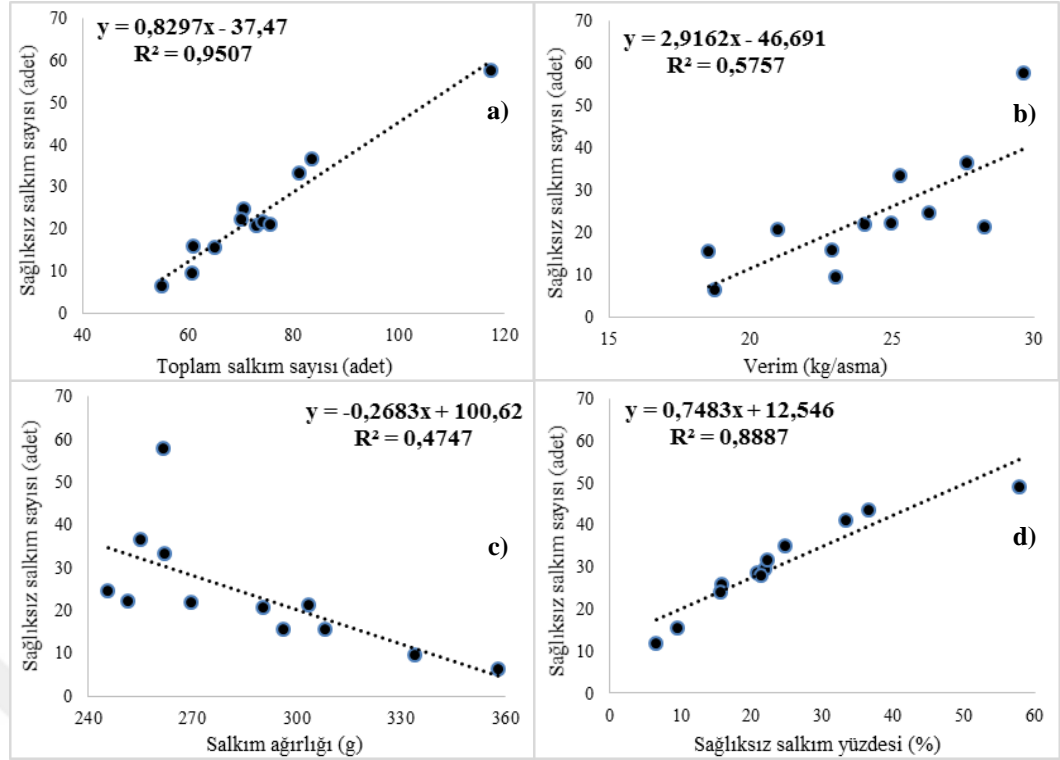 y = 0,8297x - 37,47
R² = 0,9507
a)
Sağlıksız salkım sayısı (adet)
70
60
50
40
30
20
10
0
40 60 80 100 120
Toplam salkım sayısı (adet)
y = 2,9162x - 46,691
R² = 0,5757
b)
Sağlıksız salkım sayısı (adet)
70
60
50
40
30
20
10
0
15 20 25 30
Verim (kg/asma)
y = -0,2683x + 100,62
R² = 0,4747
c)
Sağlıksız salkım sayısı (adet)
70
60
50
40
30
20
10
0
240 270 300 330 360
Salkım ağırlığı (g)
y = 0,7483x + 12,546
R² = 0,8887
d)
Sağlıksız salkım sayısı (adet)
70
60
50
40
30
20
10
0
0 10 20 30 40 50 60
Sağlıksız salkım yüzdesi (%)